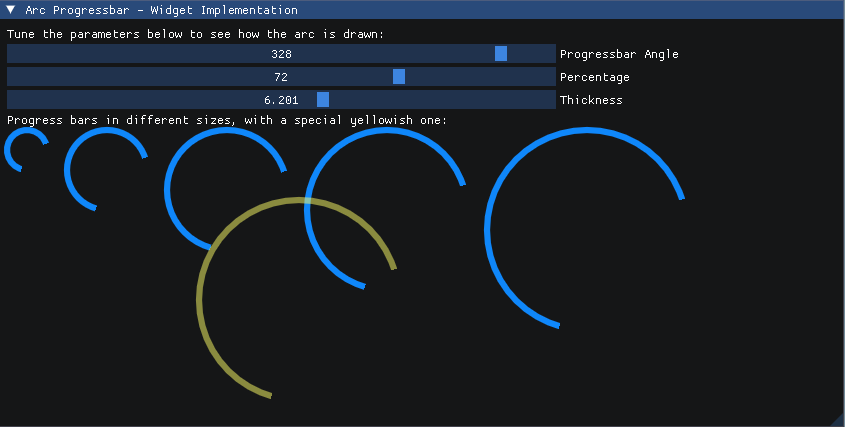 Arc Progressbar - Widget Implementation
Tune the parameters below to see how the arc is drawn:
328 Progressbar Angle
72 Percentage
6.201 Thickness
Progress bars in different sizes, with a special yellowish one: